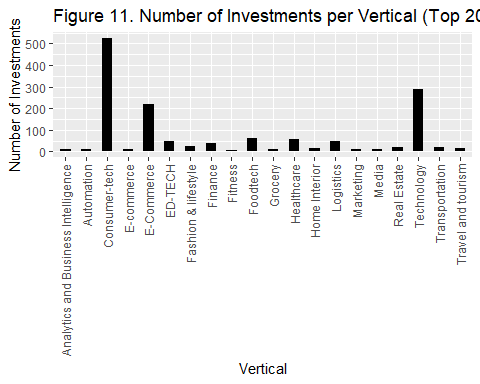 Figure 11. Number of Investments per Vertical (Top 20
Number of Investments
500
400
300
200
100
0
Analytics and Business Intelligence
Automation
Consumer-tech
E-commerce
E-Commerce
ED-TECH
Fashion & lifestyle
Finance
Fitness
Foodtech
Grocery
Healthcare
Home Interior
Logistics
Marketing
Media
Real Estate
Technology
Transportation
Travel and tourism
Vertical